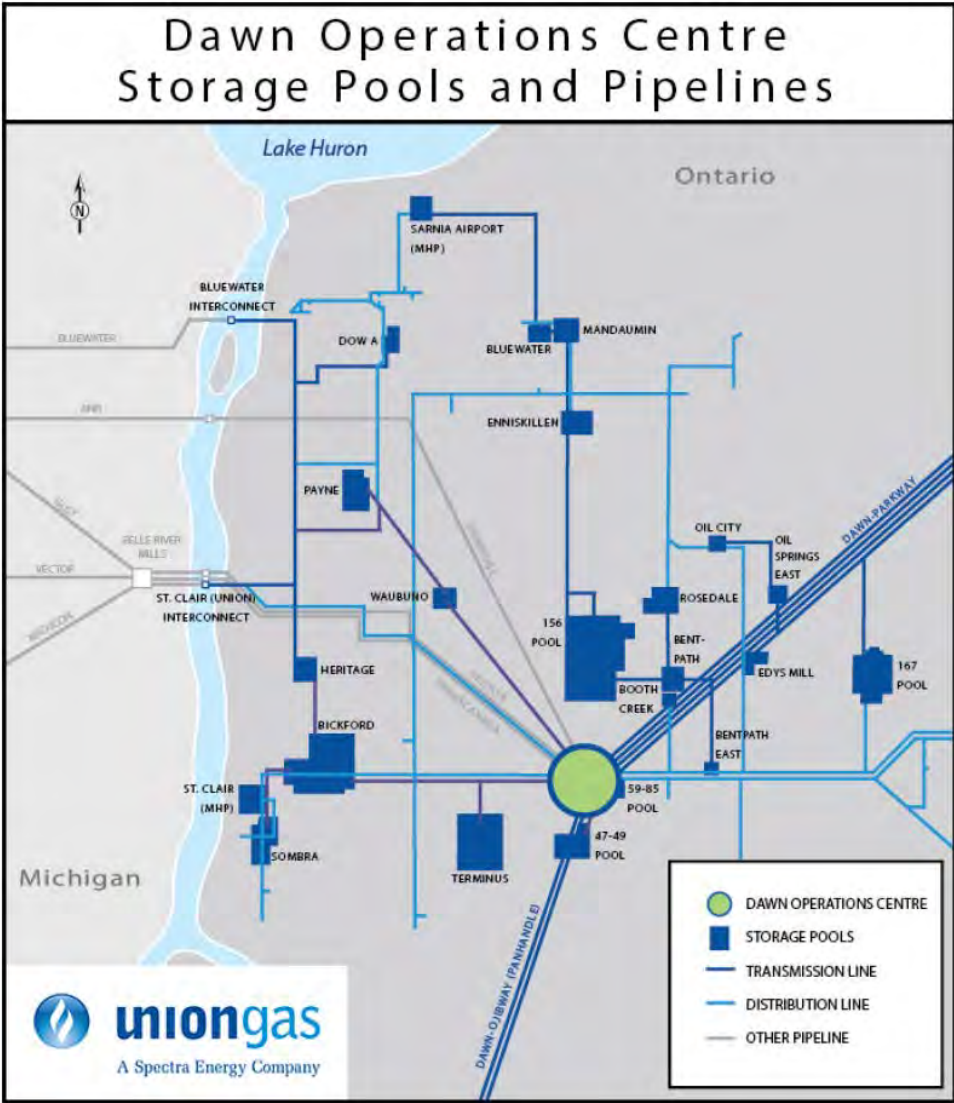 Dawn Operations Centre
Storage Pools and Pipelines
Lake Huron
Ontario
N
SARNIA AIRPORT
(MHP)
BLUEWATER
INTERCONNECT
BLUEWATER
DOW A
BLUEWATER
MANDAUMIN
ANR
ENNISKILLEN
PAYNE
OIL CITY
OIL
SPRINGS
EAST
DAWN-PARKWAY
BELLE RIVER
MILLS
VECTOR
ST. CLAIR (UNION)
INTERCONNECT
MICHCON
WAUBUNO
156
POOL
ROSEDALE
BENT-
PATH
EDYS MILL
167
POOL
HERITAGE
BOOTH
CREEK
VECTOR
BICKFORD
BENTPATH
EAST
ST. CLAIR
(MHP)
59-85
POOL
SOMBRA
47-49
POOL
TERMINUS
Michigan
DAWN-OJIBWAY (PANHANDLE)
DAWN OPERATIONS CENTRE
STORAGE POOLS
TRANSMISSION LINE
DISTRIBUTION LINE
OTHER PIPELINE
uniongas
A Spectra Energy Company